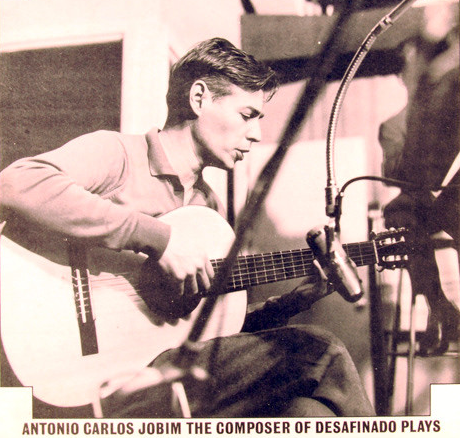 ANTONIO CARLOS JOBIM THE COMPOSER OF DESAFINADO PLAYS